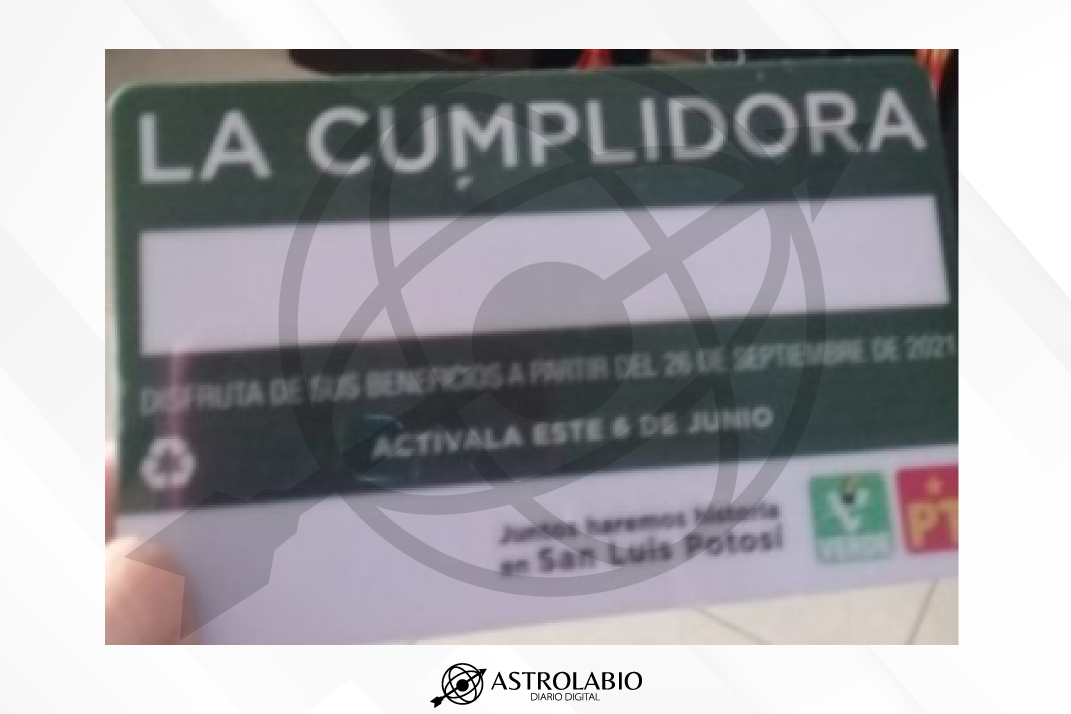 LA CUMPLIDORA
DISFRUTA DE SUS BENEFICIOS A PARTIR DEL 26 DE SEPTIEMBRE DE 2021
ACTÍVALA ESTE 6 DE JUNIO
Juntos haremos historia
en San Luis Potosí
VERDE
PT
ASTROLABIO
DIARIO DIGITAL